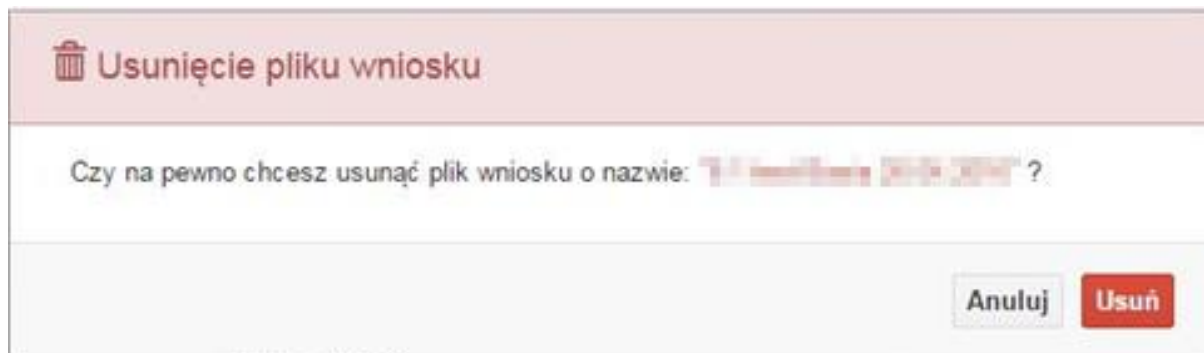 Usunięcie pliku wniosku
Czy na pewno chcesz usunąć plik wniosku o nazwie: ?
Anuluj
Usuń